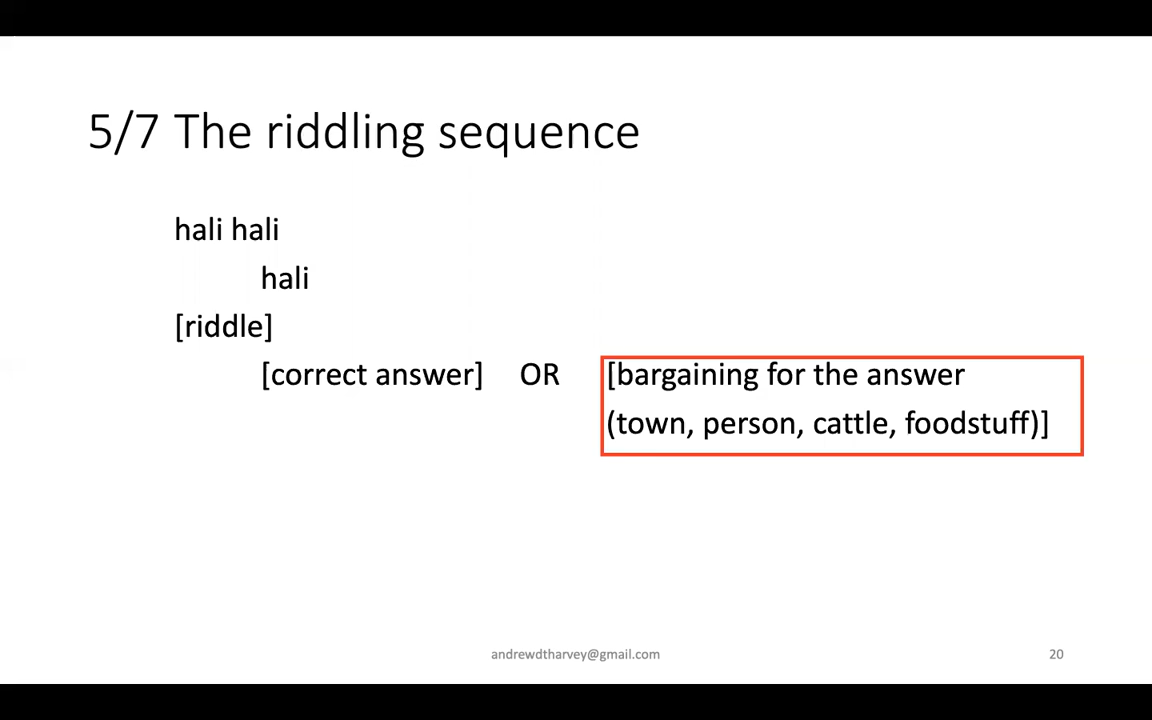 5/7 The riddling sequence
hali hali
hali
[riddle]
[correct answer] OR [bargaining for the answer
(town, person, cattle, foodstuff)]
andrewdtharvey@gmail.com 20